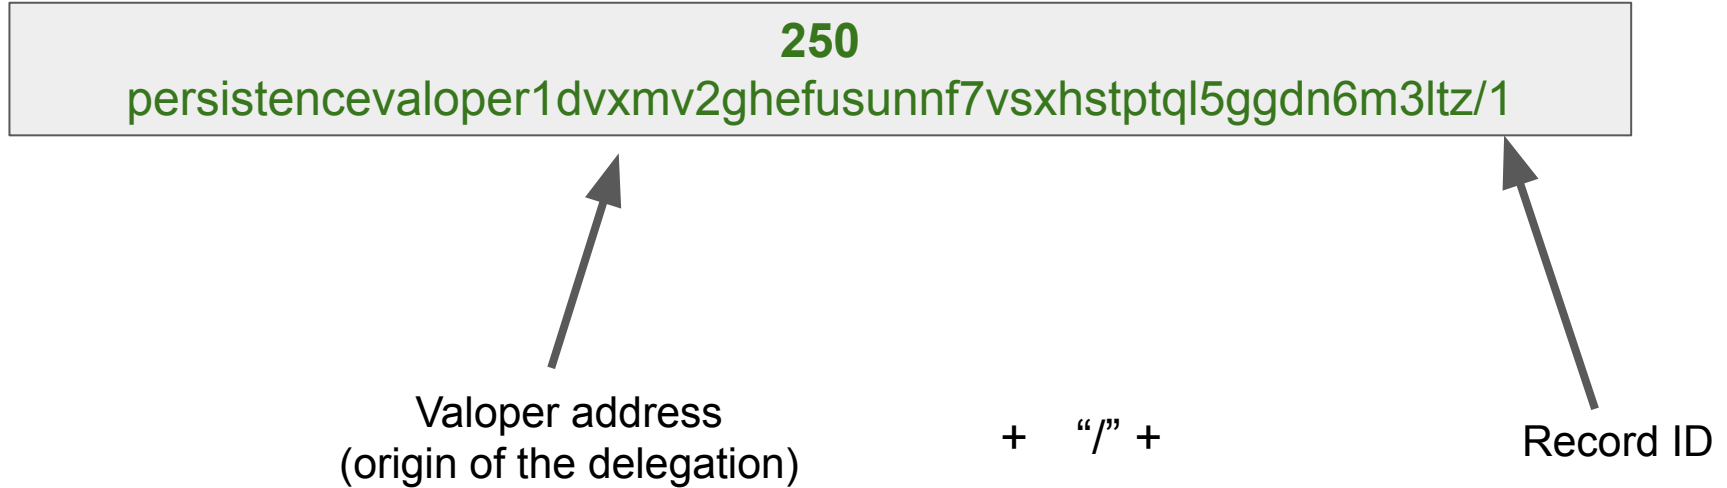 250
persistencevaloper1dvxmv2ghefusunnf7vsxhstptql5ggdn6m3ltz/1
Valoper address
(origin of the delegation)
+ “/” +
Record ID